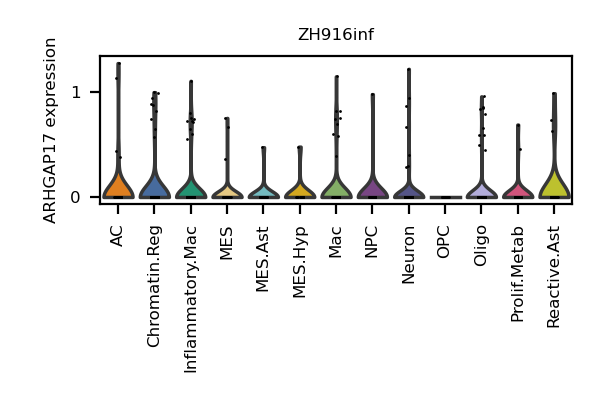 ZH916inf
ARHGAP17 expression
1
0
AC
Chromatin.Reg
Inflammatory.Mac
MES
MES.Ast
MES.Hyp
Mac
NPC
Neuron
OPC
Oligo
Prolif.Metab
Reactive.Ast